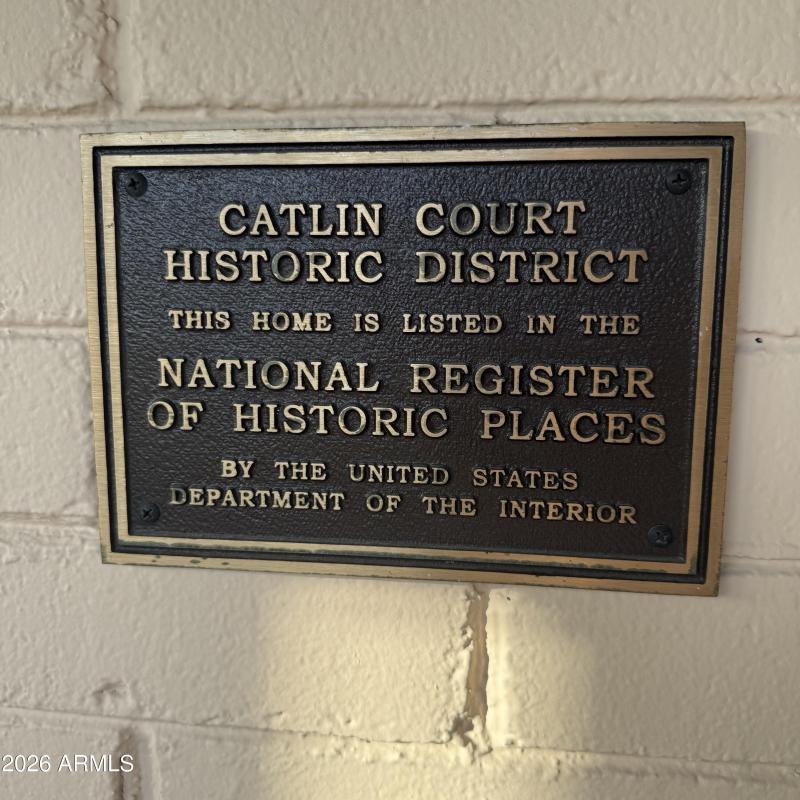 CATLIN COURT
HISTORIC DISTRICT
THIS HOME IS LISTED IN THE
NATIONAL REGISTER
OF HISTORIC PLACES
BY THE UNITED STATES
DEPARTMENT OF THE INTERIOR
2026 ARMLS